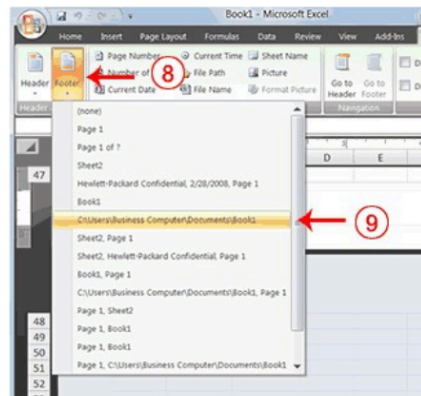 Book1 - Microsoft Excel
Home Insert Page Layout Formulas Data Review View Add-Ins
Header
Footer
Page Number
Number of
Current Date
Current Time
File Path
File Name
Sheet Name
Picture
Format Picture
Go to Header
Go to Footer
Header
Navigation
8
(none)
Page 1
Page 1 of ?
Sheet2
Hewlett-Packard Confidential, 2/28/2008, Page 1
Book1
C:\Users\Business Computer\Documents\Book1
9
Sheet2, Page 1
Sheet2, Hewlett-Packard Confidential, Page 1
Book1, Page 1
C:\Users\Business Computer\Documents\Book1, Page 1
Page 1, Sheet2
Page 1, Book1
Page 1, Book1
Page 1, C:\Users\Business Computer\Documents\Book1
3
D E
47
48
49
50
51
52